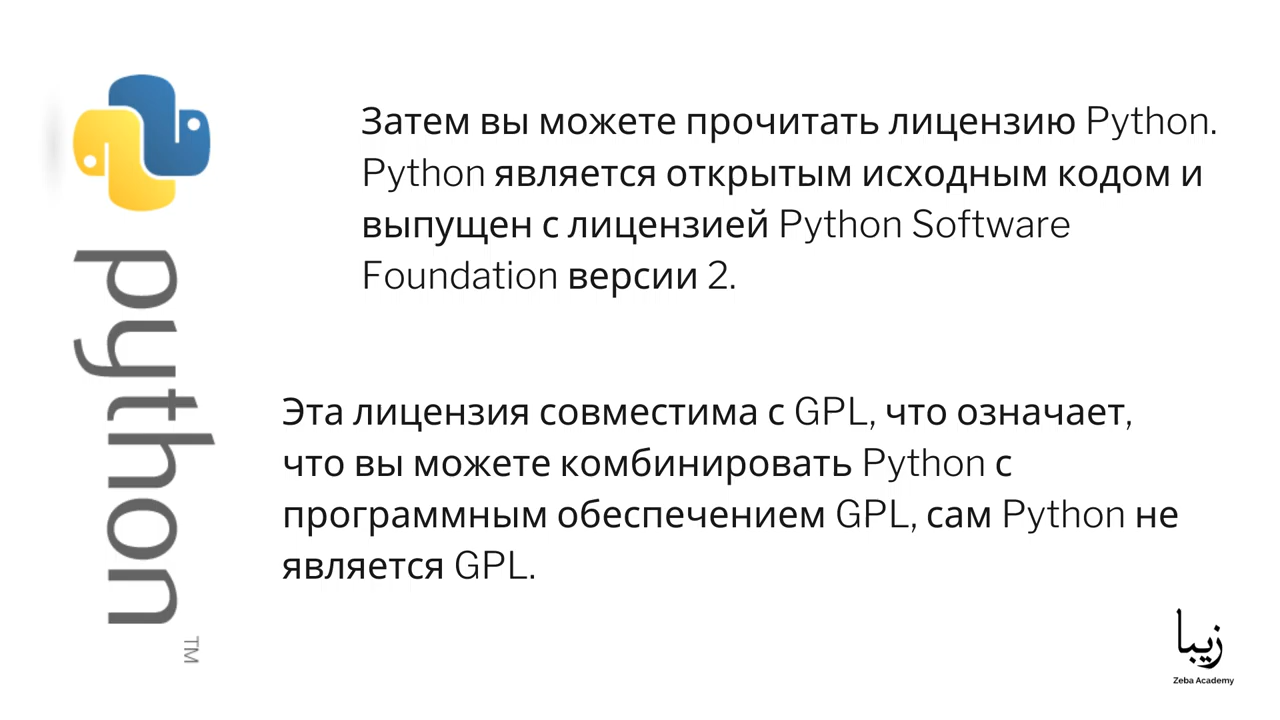 python
TM
Затем вы можете прочитать лицензию Python.
Python является открытым исходным кодом и
выпущен с лицензией Python Software
Foundation версии 2.
Эта лицензия совместима с GPL, что означает,
что вы можете комбинировать Python с
программным обеспечением GPL, сам Python не
является GPL.
زیبا
Zeba Academy